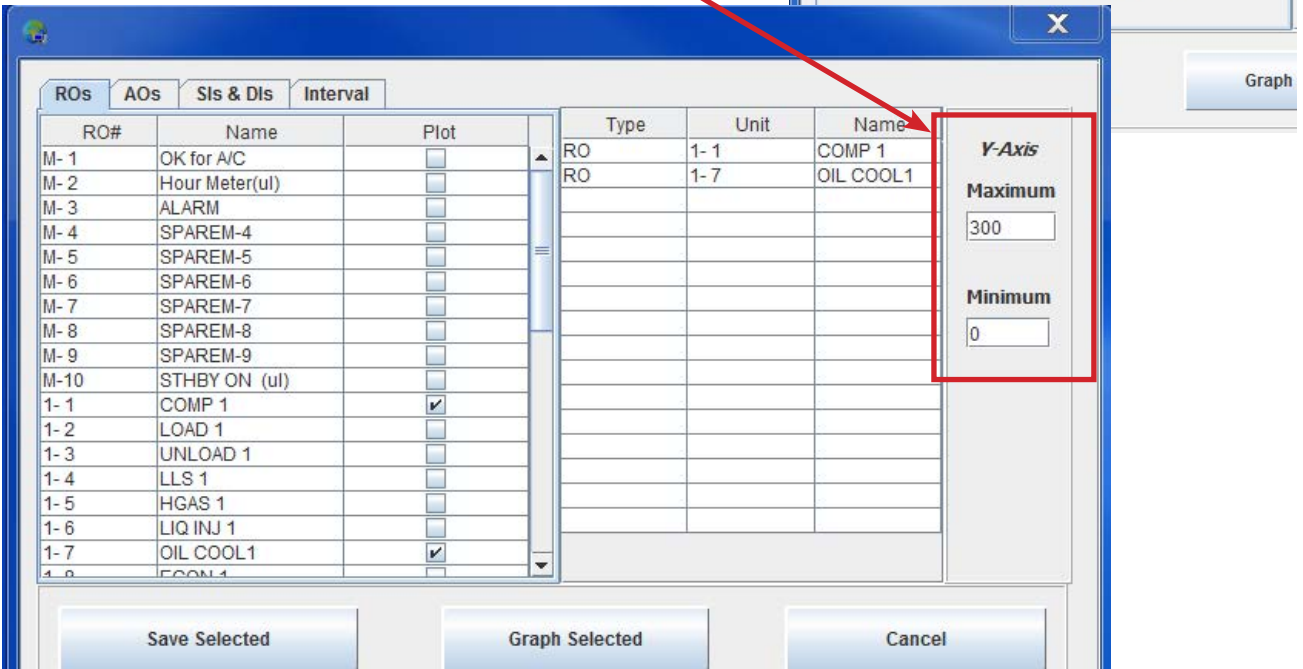 X
Graph
ROs AOs SIs & DIs Interval
RO# Name Plot
M- 1 OK for A/C
M- 2 Hour Meter(ul)
M- 3 ALARM
M- 4 SPAREM-4
M- 5 SPAREM-5
M- 6 SPAREM-6
M- 7 SPAREM-7
M- 8 SPAREM-8
M- 9 SPAREM-9
M-10 STHBY ON (ul)
1- 1 COMP 1
1- 2 LOAD 1
1- 3 UNLOAD 1
1- 4 LLS 1
1- 5 HGAS 1
1- 6 LIQ INJ 1
1- 7 OIL COOL1
Type Unit Name
RO 1- 1 COMP 1
RO 1- 7 OIL COOL1
Y-Axis
Maximum
300
Minimum
0
Save Selected Graph Selected Cancel